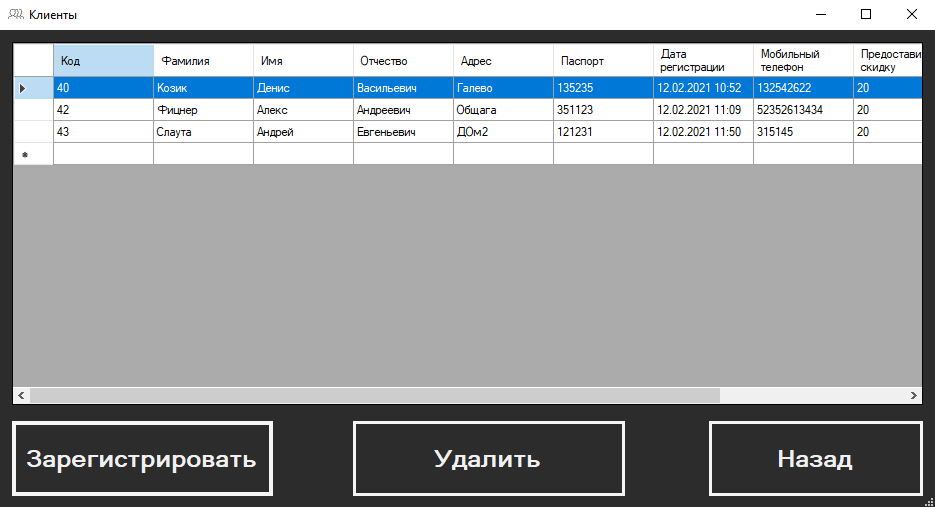 Клиенты
Код Фамилия Имя Отчество Адрес Паспорт Дата регистрации Мобильный телефон Предостави скидку
40 Козик Денис Васильевич Галево 135235 12.02.2021 10:52 132542622 20
42 Фицнер Алекс Андреевич Общага 351123 12.02.2021 11:09 52352613434 20
43 Слаута Андрей Евгеньевич ДОм2 121231 12.02.2021 11:50 315145 20
Зарегистрировать Удалить Назад